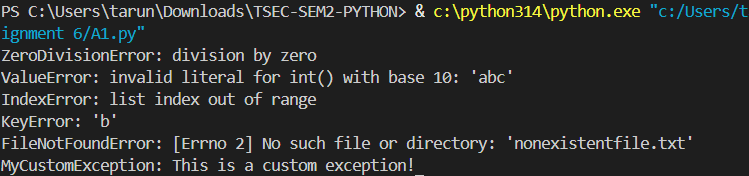 PS C:\Users\tarun\Downloads\TSEC-SEM2-PYTHON> & c:\python314\python.exe "c:/Users/t
ignment 6/A1.py"
ZeroDivisionError: division by zero
ValueError: invalid literal for int() with base 10: 'abc'
IndexError: list index out of range
KeyError: 'b'
FileNotFoundError: [Errno 2] No such file or directory: 'nonexistentfile.txt'
MyCustomException: This is a custom exception!